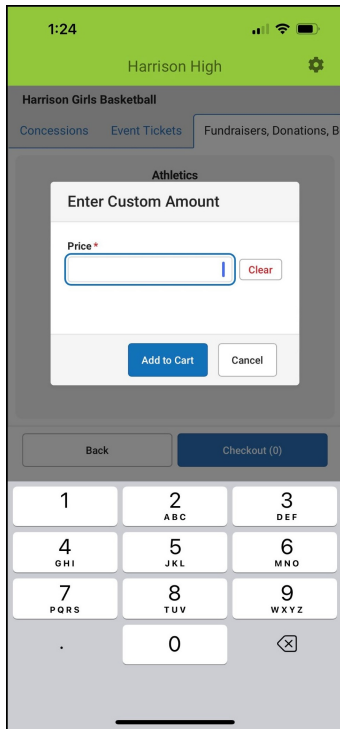 1:24
Harrison High
Harrison Girls Basketball
Concessions Event Tickets Fundraisers, Donations, B
Athletics
Enter Custom Amount
Price *
Clear
Add to Cart Cancel
Back Checkout (0)
1 2 3
ABC DEF
4 5 6
GHI JKL MNO
7 8 9
PQRS TUV WXYZ
. 0